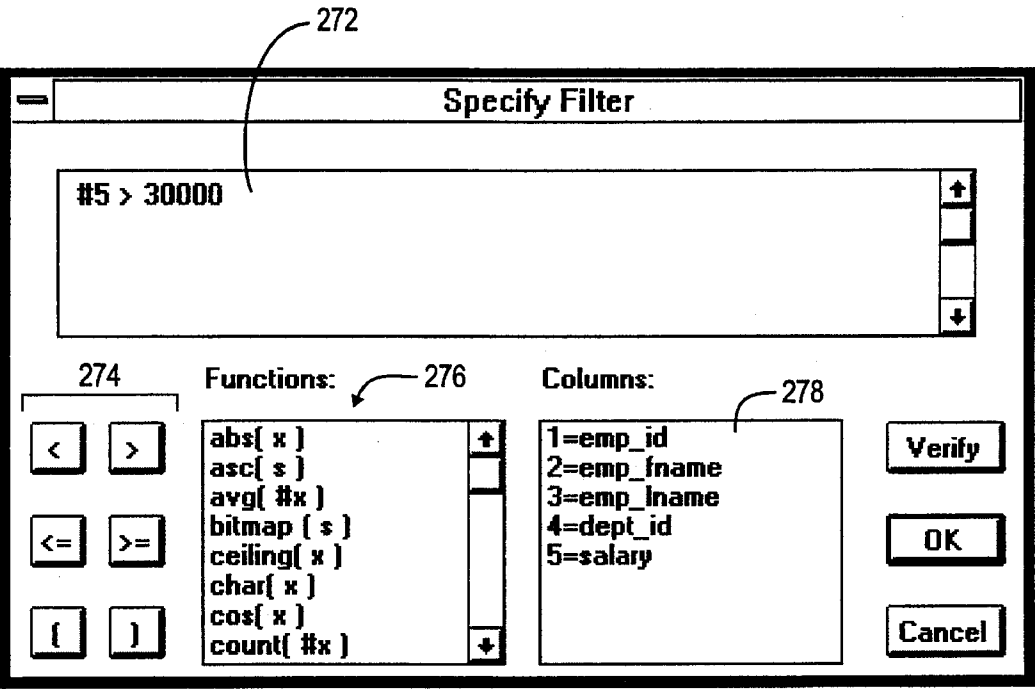 272
Specify Filter
#5 > 30000
274
Functions:
276
Columns:
278
< >
<= >=
( )
abs( x )
asc( s )
avg( #x )
bitmap ( s )
ceiling( x )
char( x )
cos( x )
count( #x )
1=emp_id
2=emp_fname
3=emp_lname
4=dept_id
5=salary
Verify
OK
Cancel